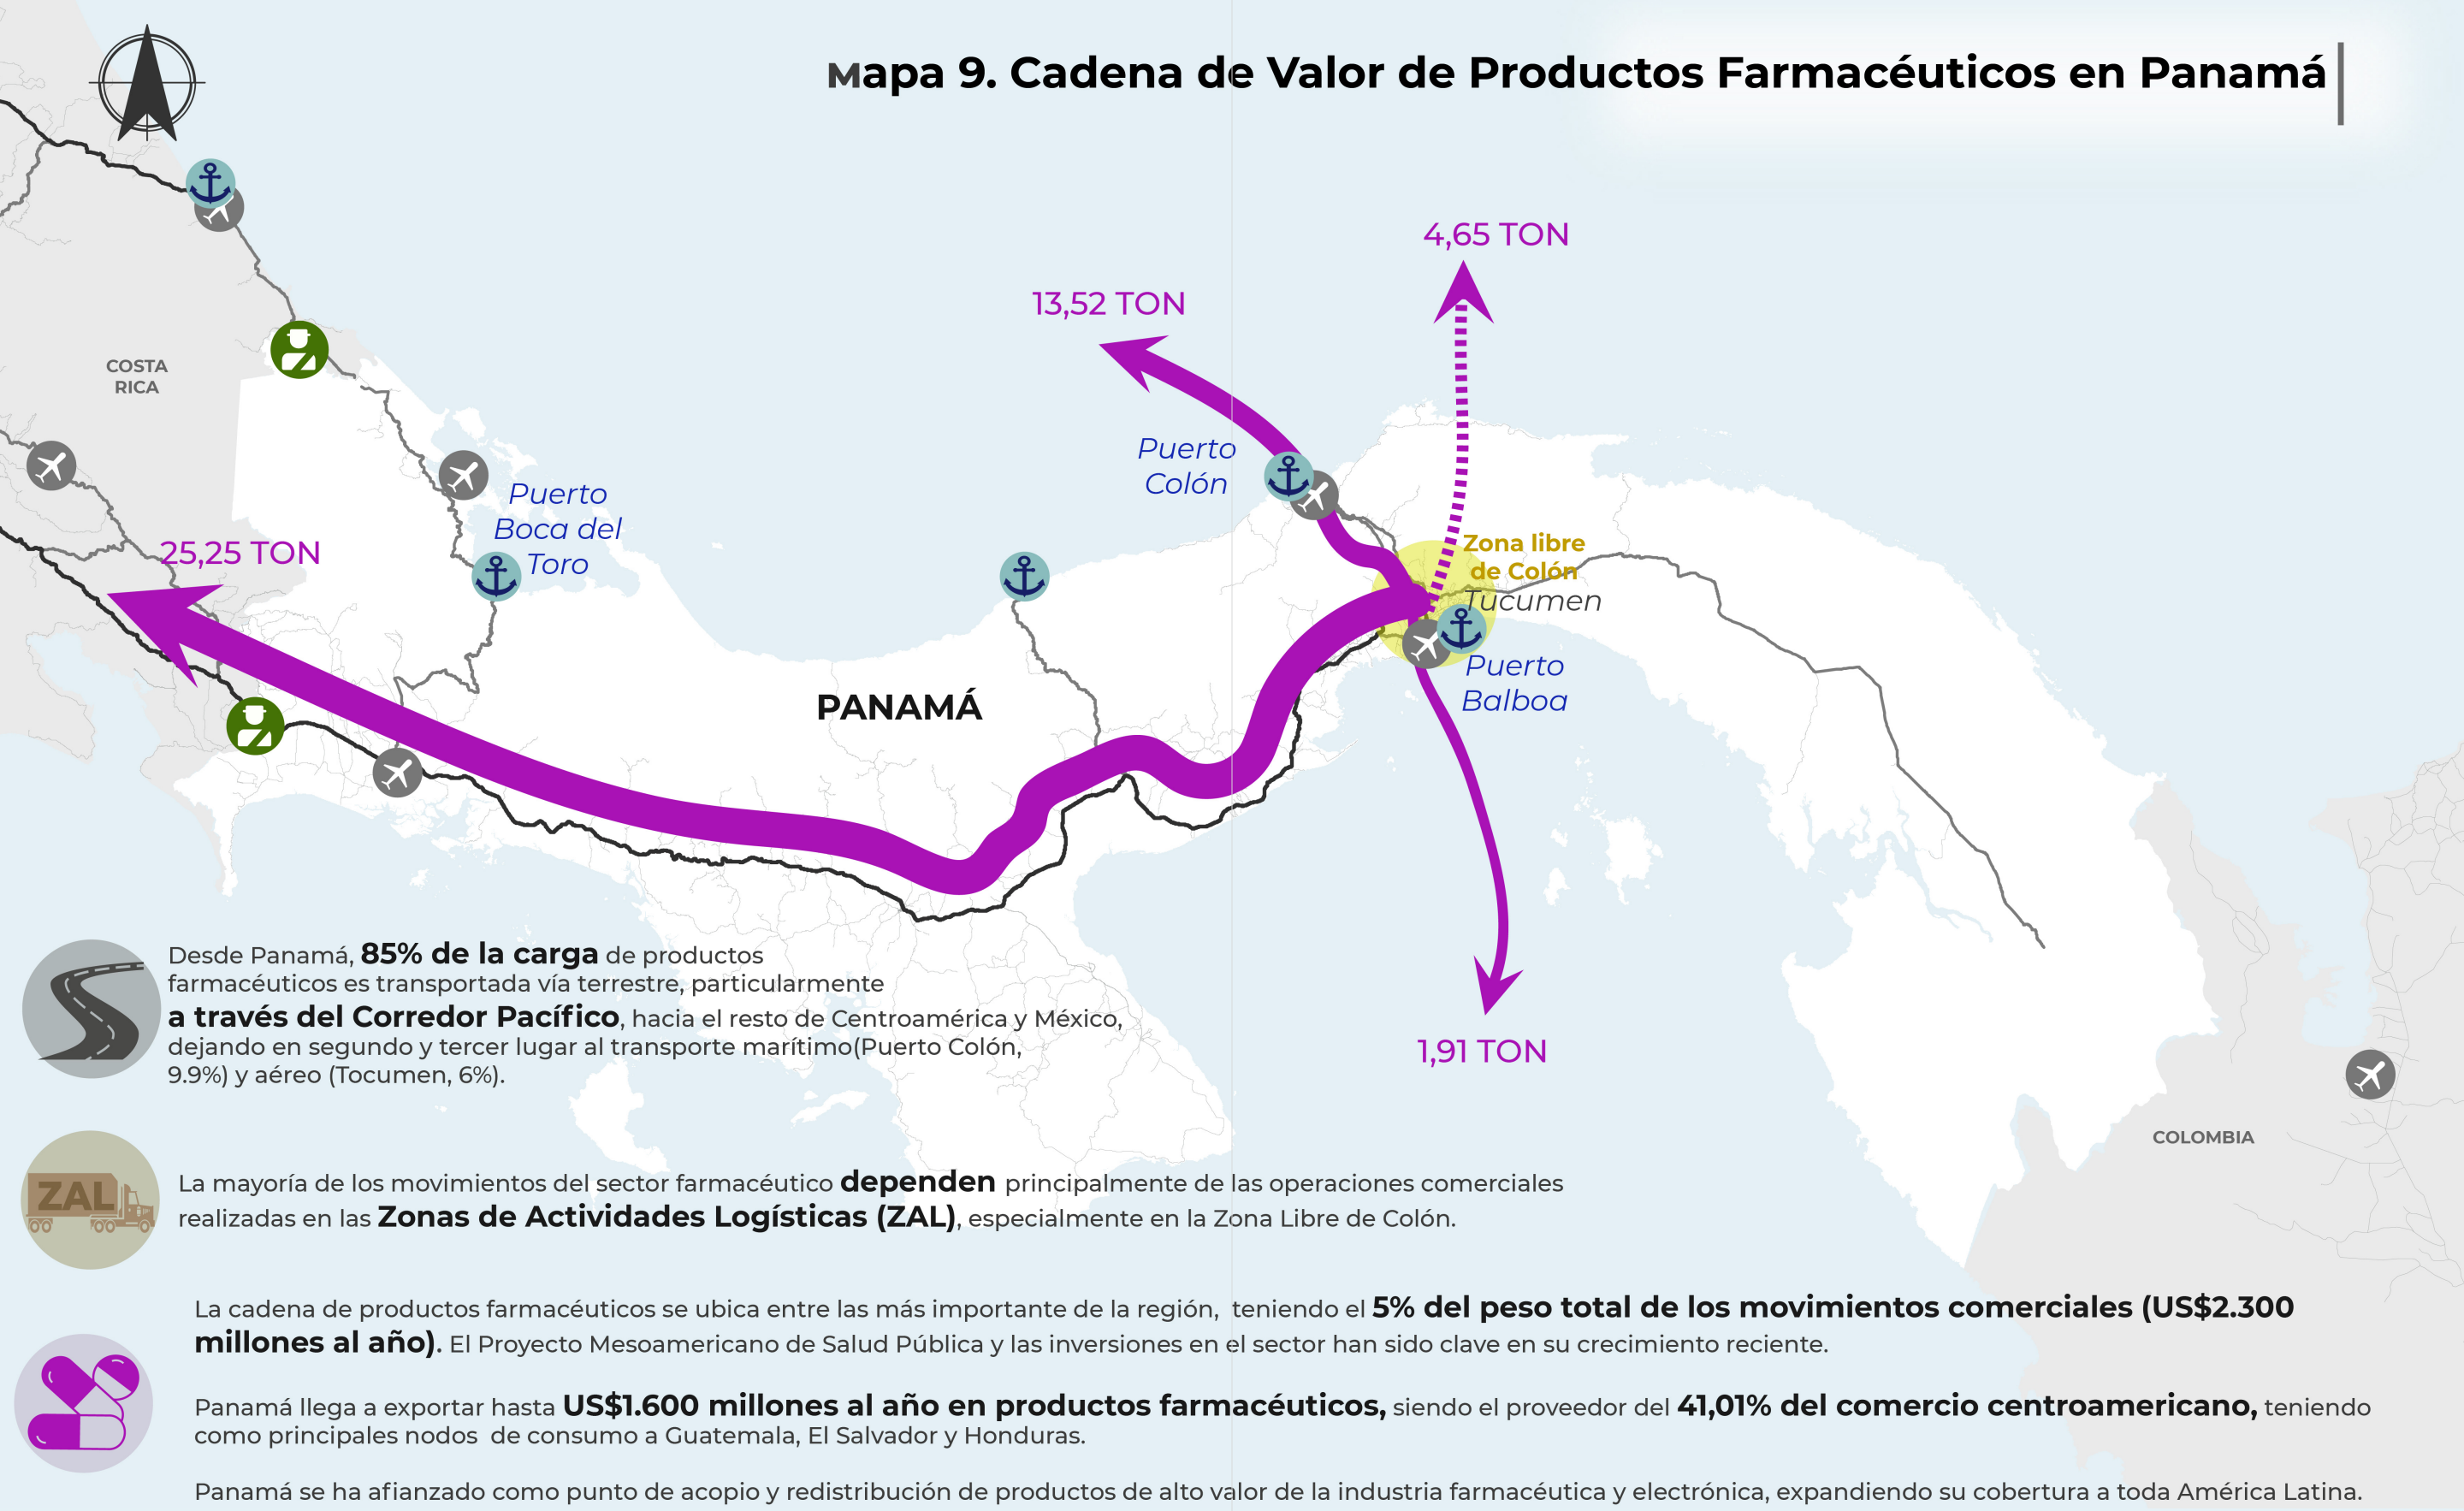 Mapa 9. Cadena de Valor de Productos Farmacéuticos en Panamá
4,65 TON
13,52 TON
COSTA
RICA
Puerto
Colón
Puerto
Boca del
Toro
25,25 TON
Zona libre
de Colón
Tucumen
Puerto
Balboa
PANAMÁ
1,91 TON
COLOMBIA
Desde Panamá, 85% de la carga de productos
farmacéuticos es transportada vía terrestre, particularmente
a través del Corredor Pacífico, hacia el resto de Centroamérica y México,
dejando en segundo y tercer lugar al transporte marítimo(Puerto Colón,
9.9%) y aéreo (Tocumen, 6%).
ZAL
La mayoría de los movimientos del sector farmacéutico dependen principalmente de las operaciones comerciales
realizadas en las Zonas de Actividades Logísticas (ZAL), especialmente en la Zona Libre de Colón.
La cadena de productos farmacéuticos se ubica entre las más importante de la región, teniendo el 5% del peso total de los movimientos comerciales (US$2.300
millones al año). El Proyecto Mesoamericano de Salud Pública y las inversiones en el sector han sido clave en su crecimiento reciente.
Panamá llega a exportar hasta US$1.600 millones al año en productos farmacéuticos, siendo el proveedor del 41,01% del comercio centroamericano, teniendo
como principales nodos de consumo a Guatemala, El Salvador y Honduras.
Panamá se ha afianzado como punto de acopio y redistribución de productos de alto valor de la industria farmacéutica y electrónica, expandiendo su cobertura a toda América Latina.